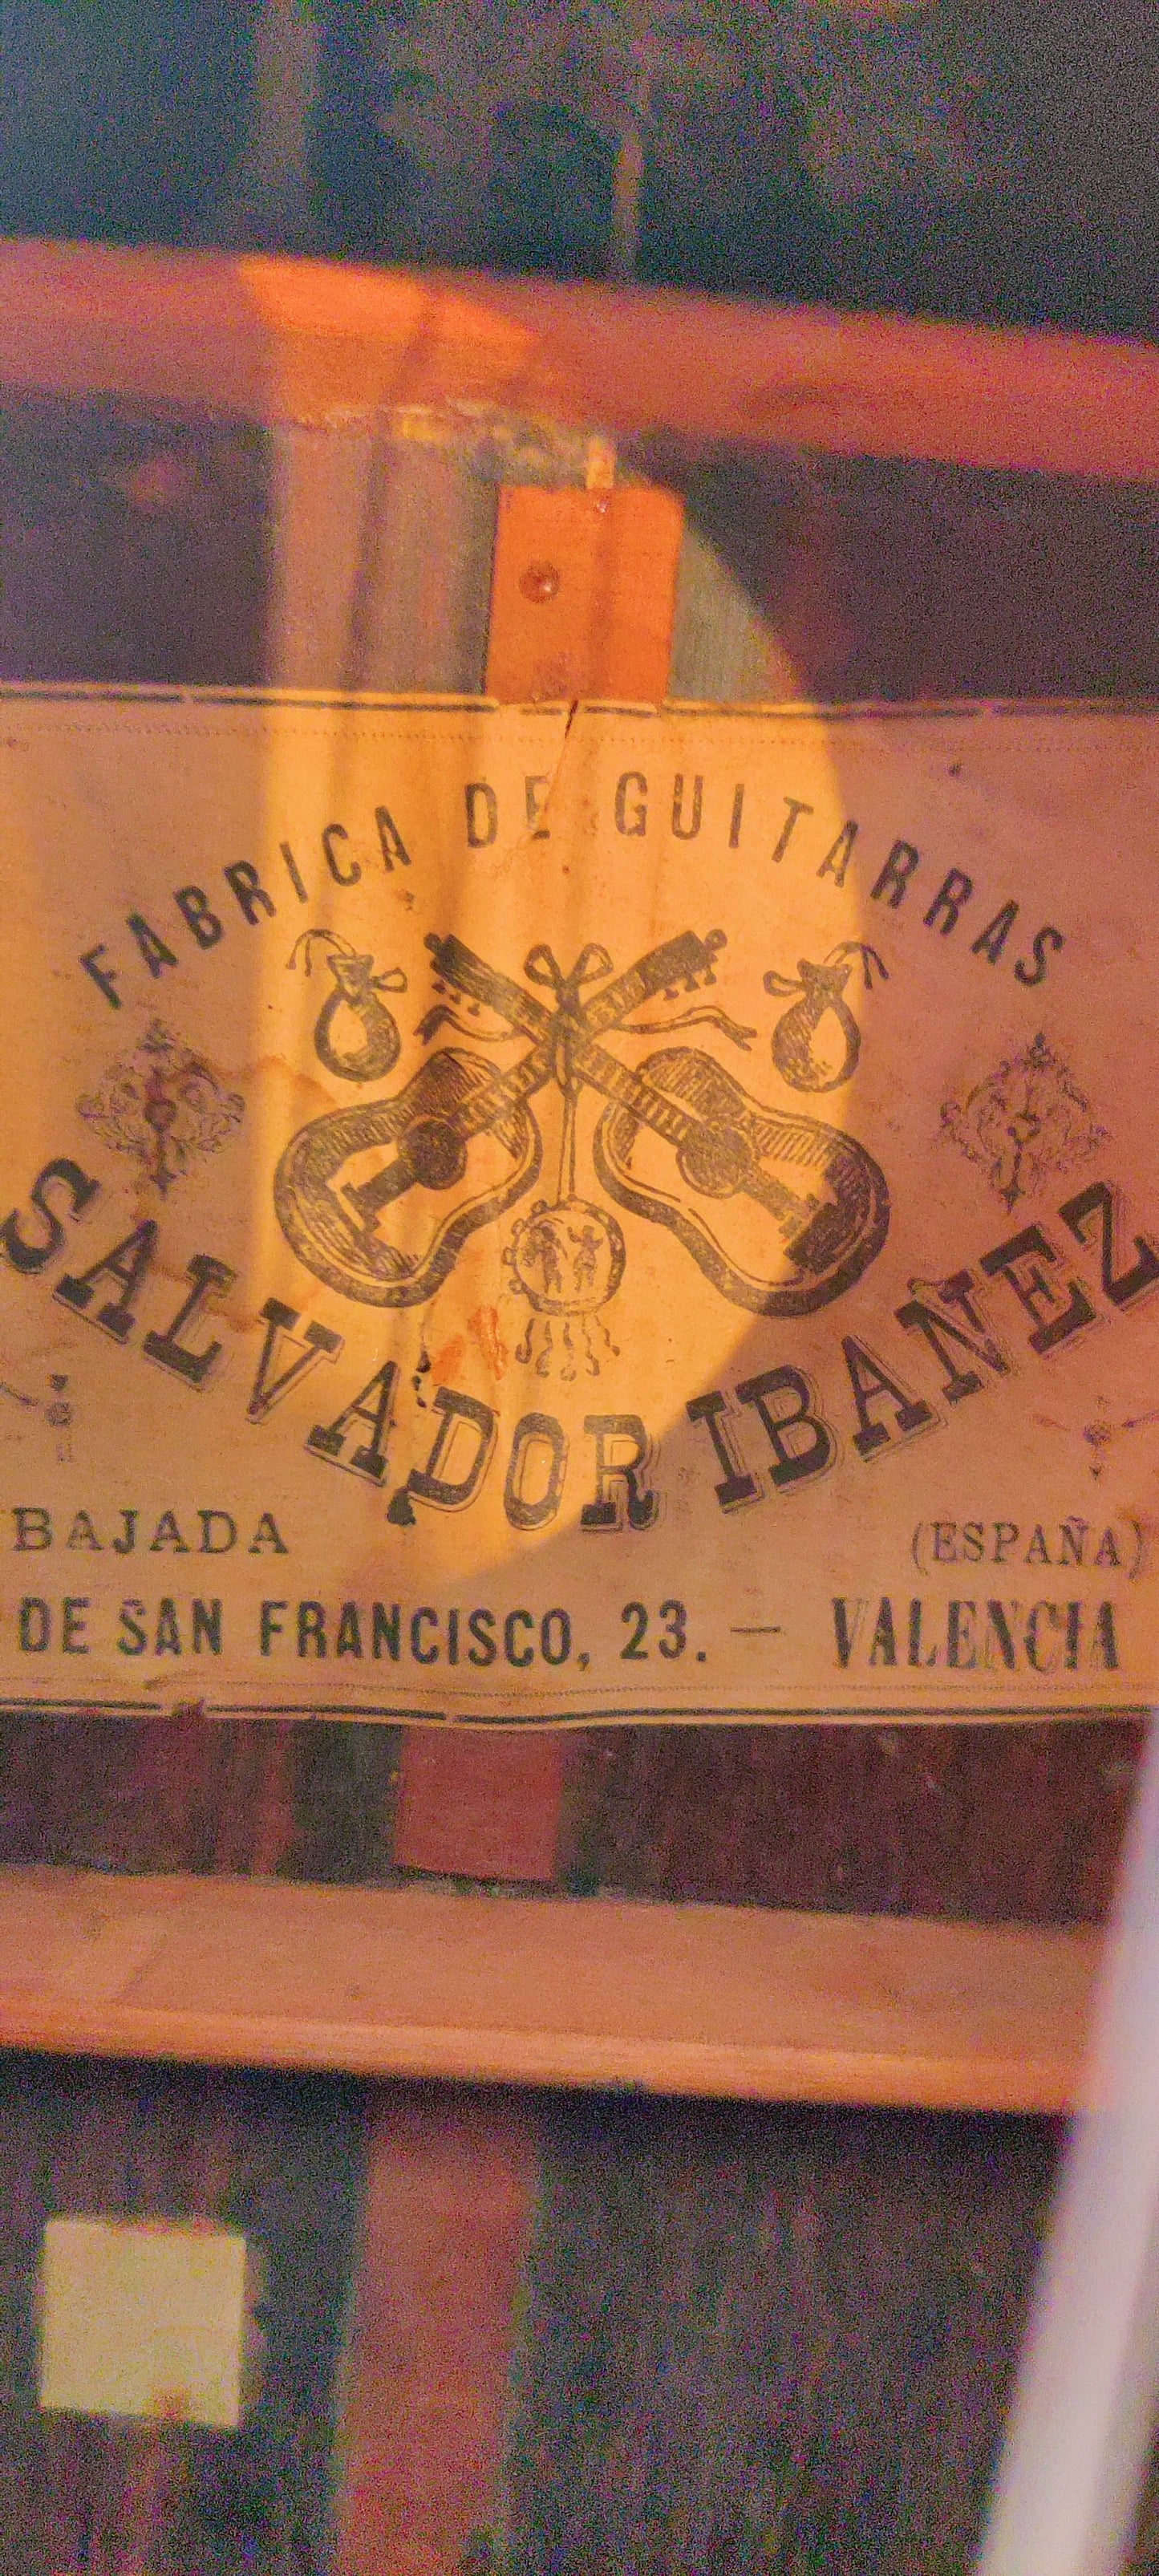 FABRICA DE GUITARRAS
SALVADOR IBAÑEZ
BAJADA
(ESPAÑA)
DE SAN FRANCISCO, 23. — VALENCIA